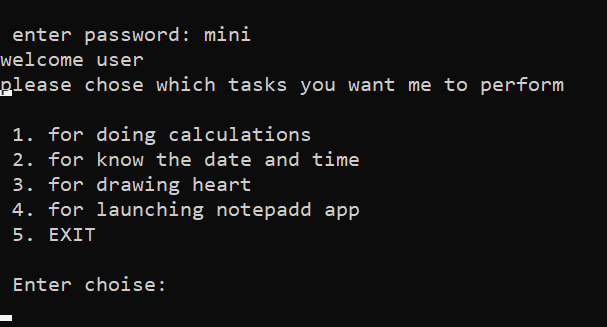 enter password: mini
welcome user
please chose which tasks you want me to perform
1. for doing calculations
2. for know the date and time
3. for drawing heart
4. for launching notepadd app
5. EXIT
Enter choise: